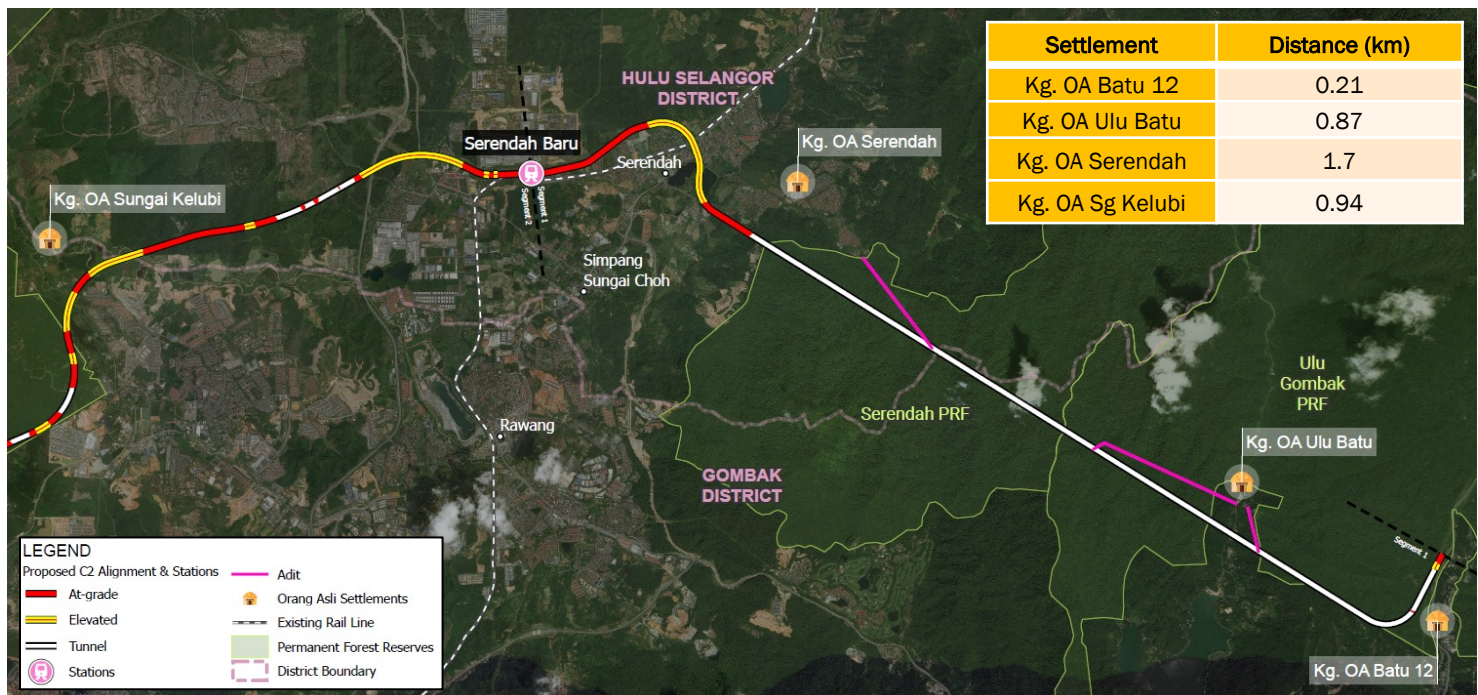 Settlement Distance (km)
Kg. OA Batu 12 0.21
Kg. OA Ulu Batu 0.87
Kg. OA Serendah 1.7
Kg. OA Sg Kelubi 0.94
HULU SELANGOR
DISTRICT
Serendah Baru
Kg. OA Serendah
Serendah
Kg. OA Sungai Kelubi
Segment 1
Segment 2
Simpang
Sungai Choh
Ulu
Gombak
PRF
Serendah PRF
Rawang
Kg. OA Ulu Batu
GOMBAK
DISTRICT
Segment 1
Kg. OA Batu 12
LEGEND
Proposed C2 Alignment & Stations
At-grade
Elevated
Tunnel
Stations
Adit
Orang Asli Settlements
Existing Rail Line
Permanent Forest Reserves
District Boundary